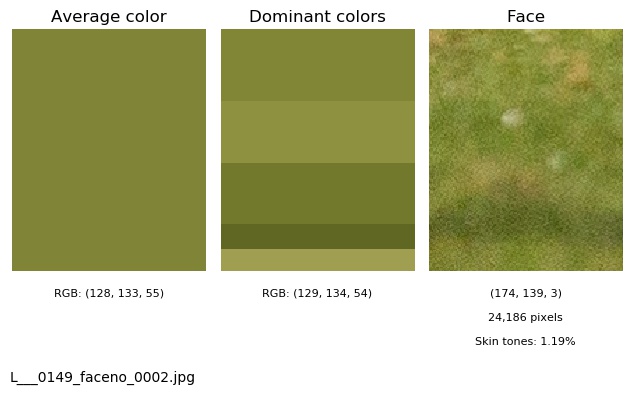 Average color
Dominant colors
Face
RGB: (128, 133, 55)
RGB: (129, 134, 54)
(174, 139, 3)
24,186 pixels
Skin tones: 1.19%
L___0149_faceno_0002.jpg